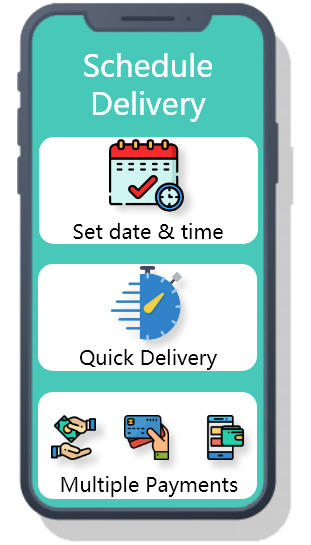 Schedule
Delivery
Set date & time
Quick Delivery
Multiple Payments